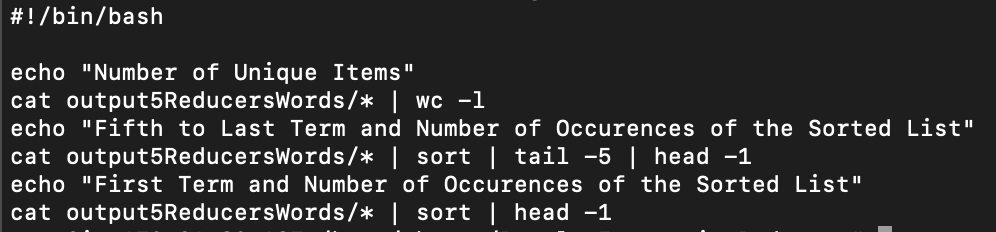 #!/bin/bash

echo "Number of Unique Items"
cat output5ReducersWords/* | wc -l
echo "Fifth to Last Term and Number of Occurences of the Sorted List"
cat output5ReducersWords/* | sort | tail -5 | head -1
echo "First Term and Number of Occurences of the Sorted List"
cat output5ReducersWords/* | sort | head -1